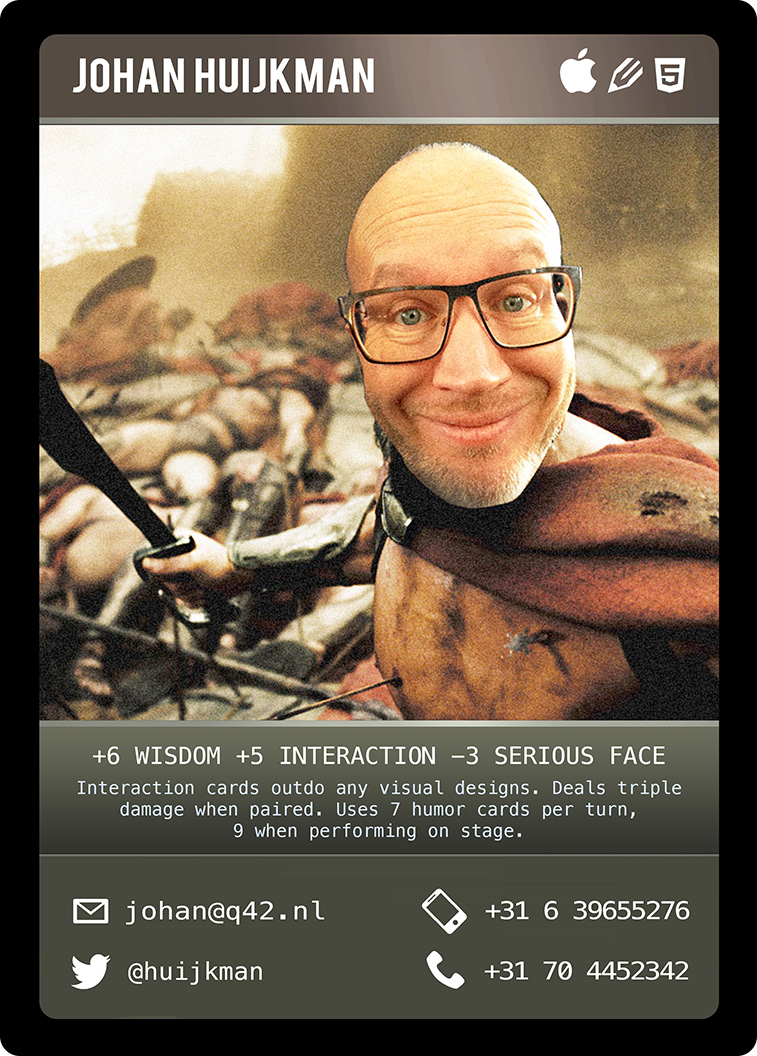 JOHAN HUIJKMAN
5
+6 WISDOM +5 INTERACTION –3 SERIOUS FACE
Interaction cards outdo any visual designs. Deals triple
damage when paired. Uses 7 humor cards per turn,
9 when performing on stage.
johan@q42.nl
+31 6 39655276
@huijkman
+31 70 4452342